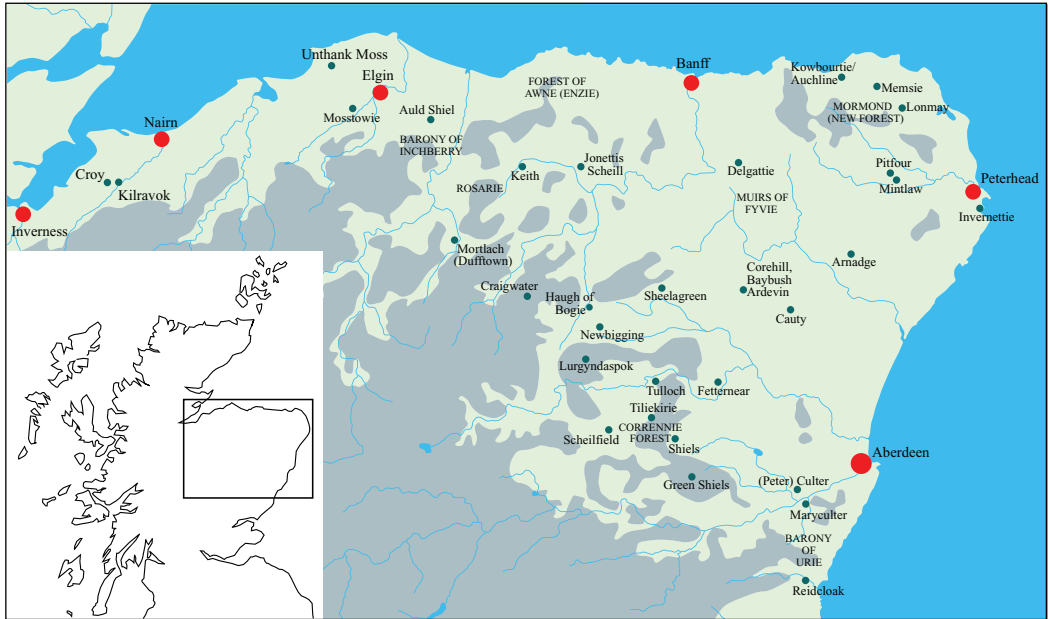 Unthank Moss
Elgin
Banff
Kowbourtie/
Auchline
Memsie
FOREST OF
AWNE (ENZIE)
Mosstowie
Auld Shiel
MORMOND
(NEW FOREST)
Lonmay
Nairn
BARONY OF
INCHBERRY
Croy
Kilravok
ROSARIE
Keith
Jonettis
Scheill
Delgattie
Pitfour
Mintlaw
Peterhead
MUIRS OF
FYVIE
Invernettie
Inverness
Mortlach
(Dufftown)
Arnadge
Craigwater
Haugh of
Bogie
Sheelagreen
Corehill,
Baybush
Ardevin
Cauty
Newbigging
Lurgyndaspok
Tulloch
Fetternear
Tiliekirie
CORRENNIE
FOREST
Scheilfield
Shiels
Aberdeen
Green Shiels
(Peter) Culter
Maryculter
BARONY
OF
URIE
Reidcloak